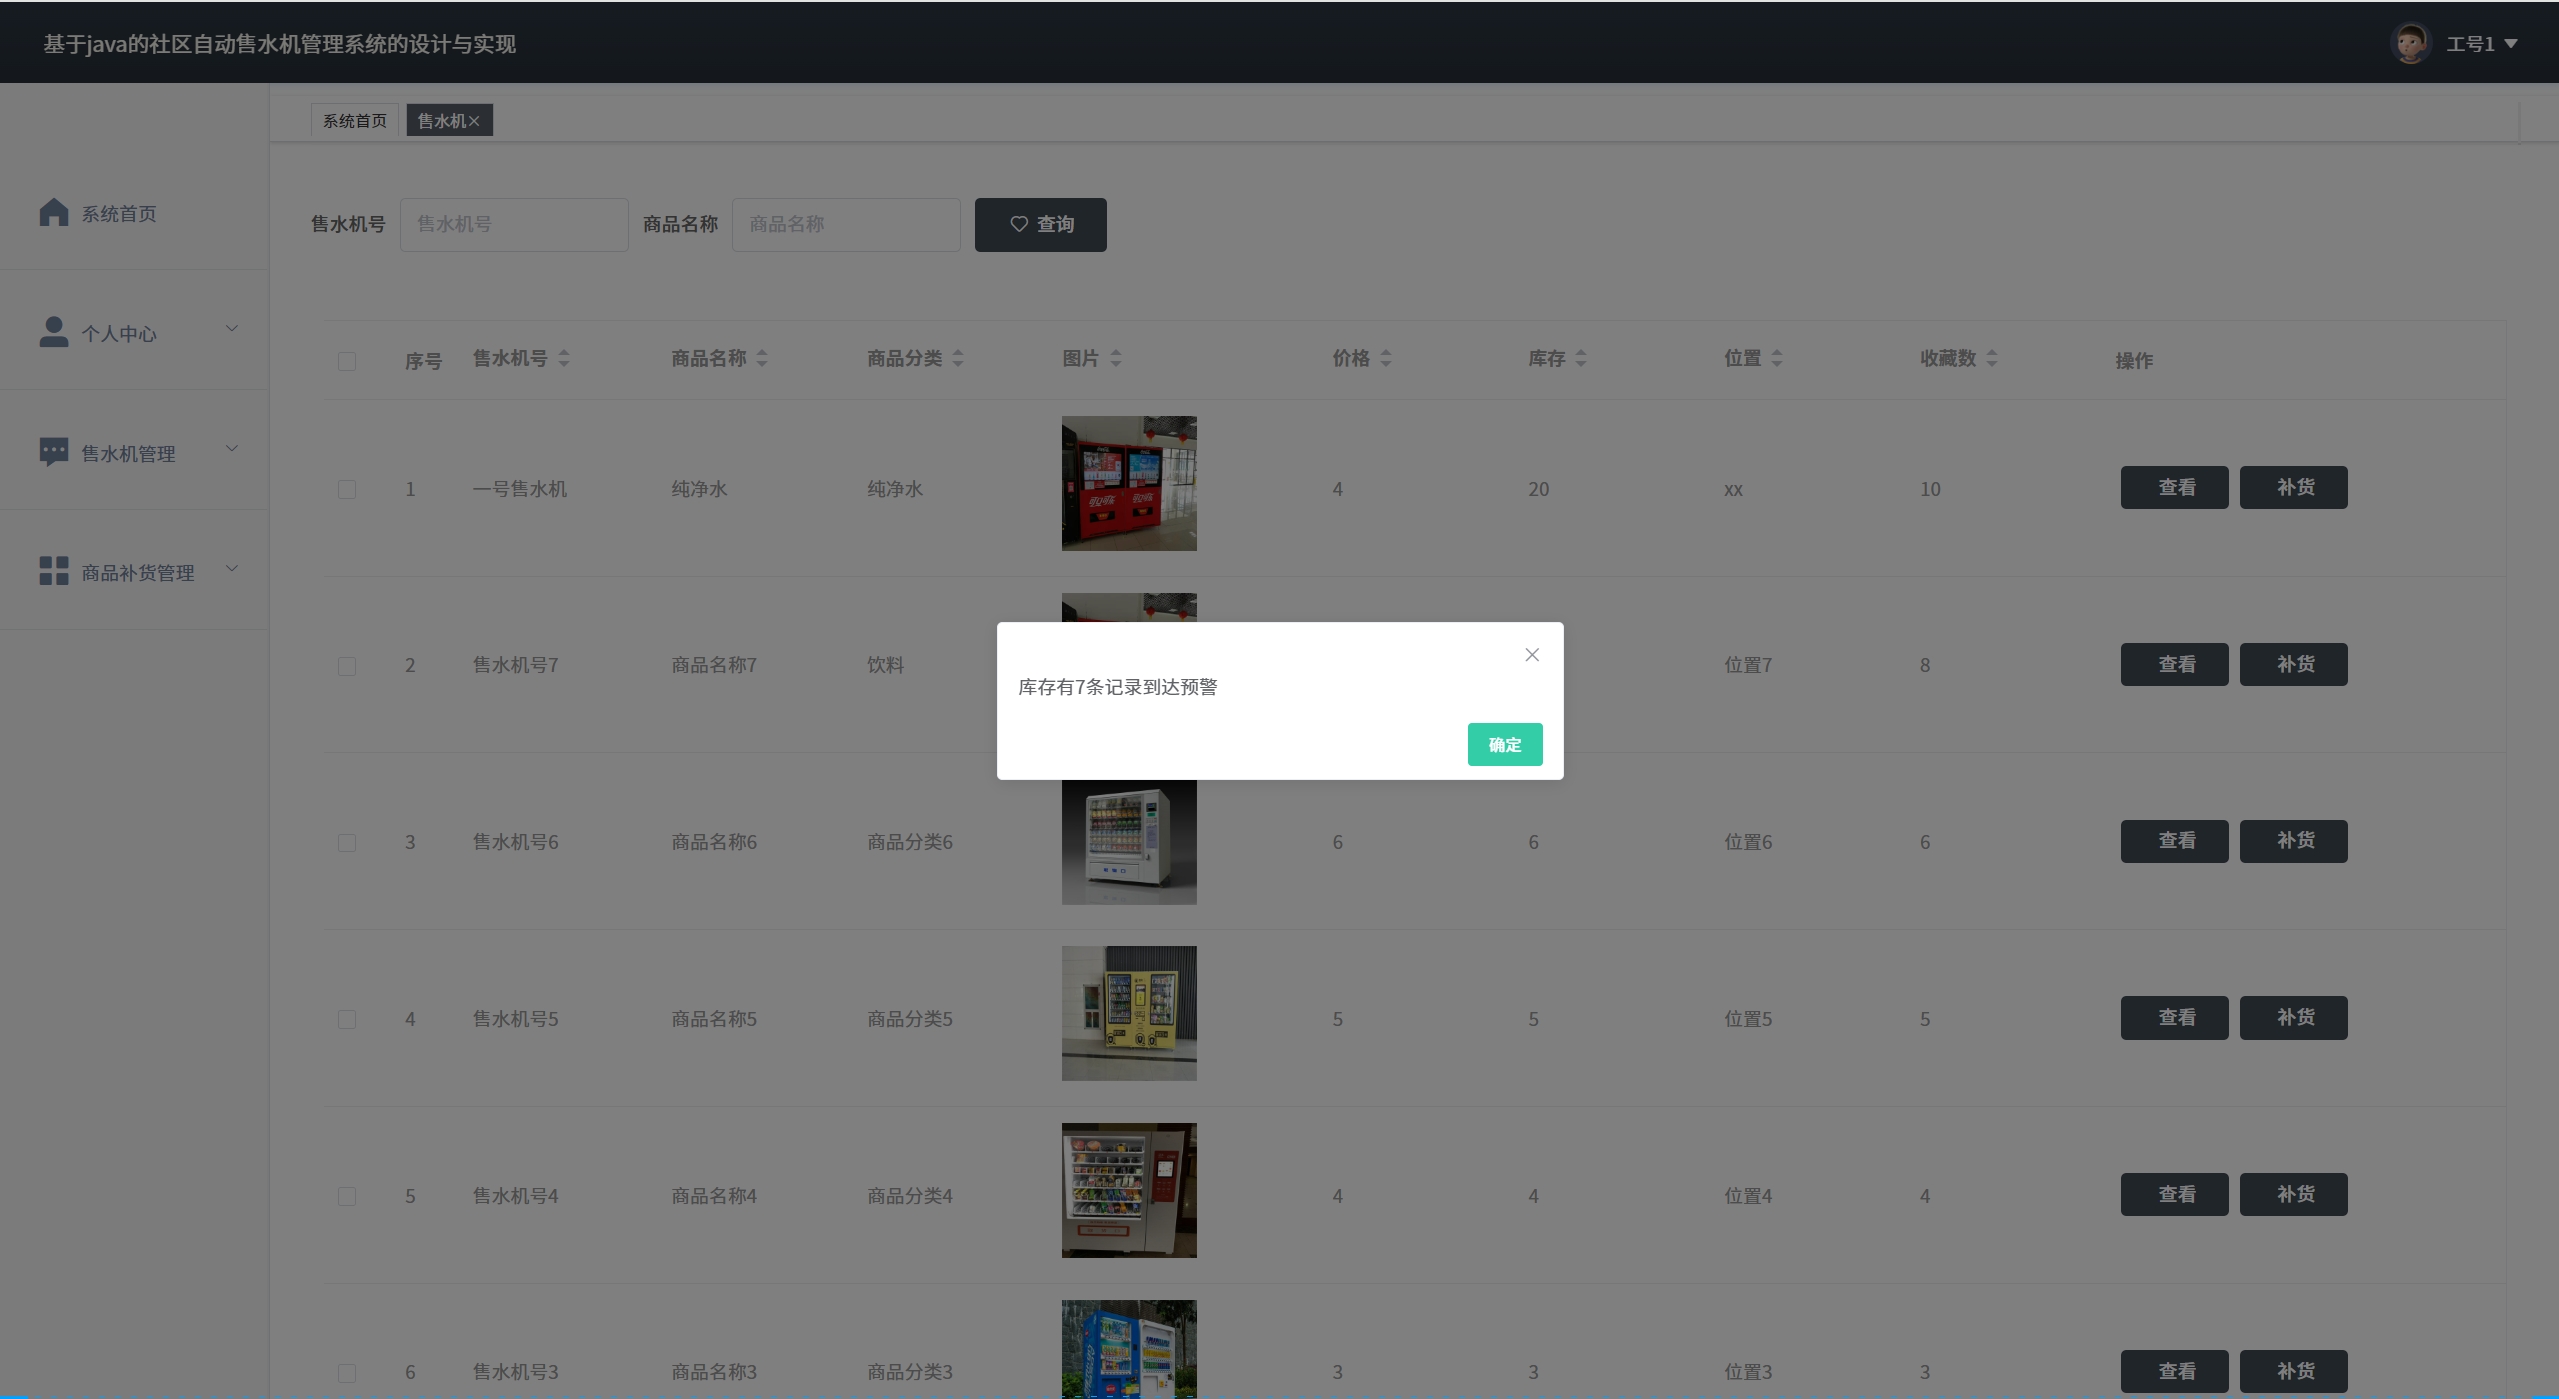 基于java的社区自动售水机管理系统的设计与实现
工号1
系统首页 售水机
系统首页
个人中心
售水机管理
商品补货管理
售水机号 售水机号 商品名称 商品名称 查询
序号 售水机号 商品名称 商品分类 图片 价格 库存 位置 收藏数 操作
1 一号售水机 纯净水 纯净水 4 20 xx 10 查看 补货
2 售水机号7 商品名称7 饮料 位置7 8 查看 补货
库存有7条记录到达预警
确定
3 售水机号6 商品名称6 商品分类6 6 6 位置6 6 查看 补货
4 售水机号5 商品名称5 商品分类5 5 5 位置5 5 查看 补货
5 售水机号4 商品名称4 商品分类4 4 4 位置4 4 查看 补货
6 售水机号3 商品名称3 商品分类3 3 3 位置3 3 查看 补货